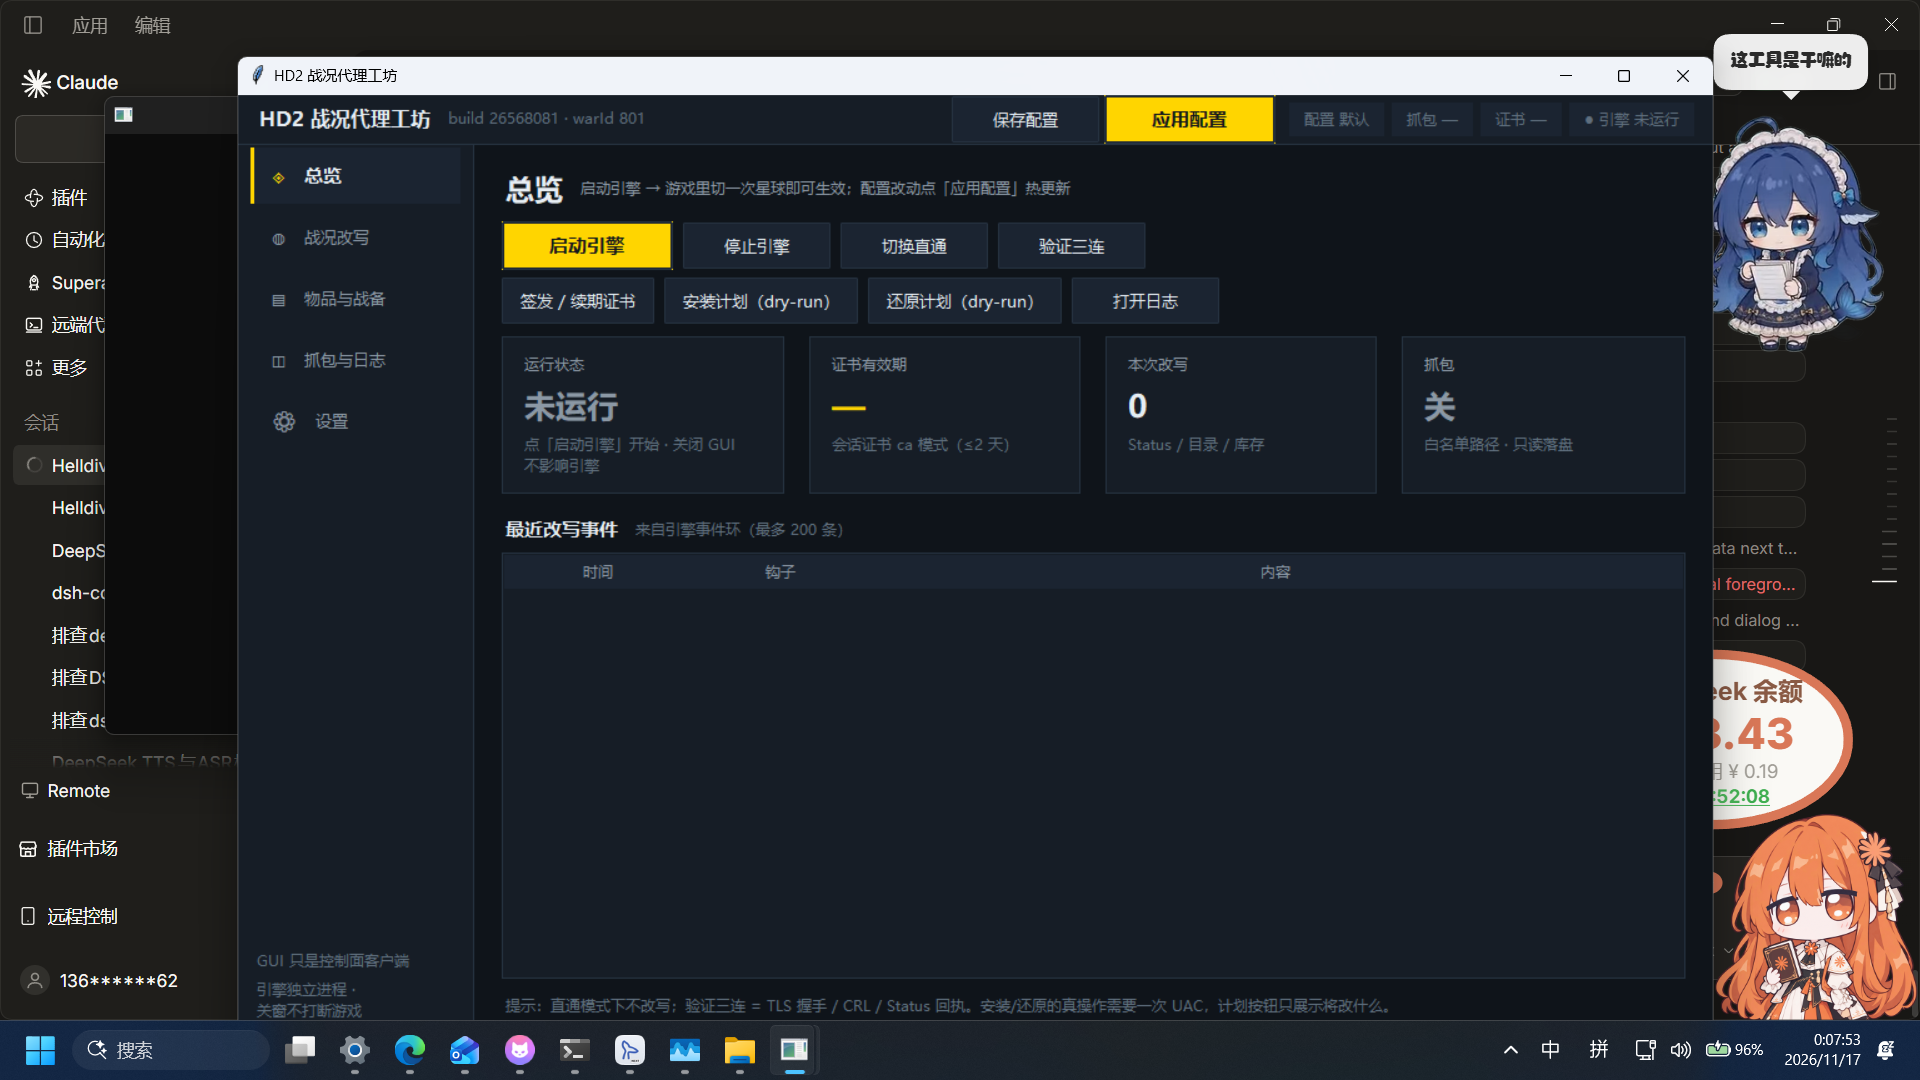 应用 编辑
这工具是干嘛的
Claude
HD2 战况代理工坊
HD2 战况代理工坊 build 26568081 · warId 801
保存配置
应用配置
配置 默认
抓包 —
证书 —
● 引擎 未运行
插件
自动化
Supera
远端代
更多
会话
Helldiv
Helldiv
DeepS
dsh-co
排查de
排查DS
排查ds
DeepSeek TTS 与ASR
Remote
插件市场
远程控制
136******62
总览
战况改写
物品与战备
抓包与日志
设置
GUI 只是控制面客户端
引擎独立进程 ·
关窗不打断游戏
总览 启动引擎 → 游戏里切一次星球即可生效；配置改动点「应用配置」热更新
启动引擎
停止引擎
切换直通
验证三连
签发 / 续期证书
安装计划（dry-run）
还原计划（dry-run）
打开日志
运行状态
未运行
点「启动引擎」开始 · 关闭 GUI
不影响引擎
证书有效期
—
会话证书 ca 模式（≤2 天）
本次改写
0
Status / 目录 / 库存
抓包
关
白名单路径 · 只读落盘
最近改写事件 来自引擎事件环（最多 200 条）
时间 钩子 内容
提示：直通模式下不改写；验证三连 = TLS 握手 / CRL / Status 回执。安装/还原的真操作需要一次 UAC，计划按钮只展示将改什么。
ata next t...
al foregro...
nd dialog ...
eek 余额
3.43
用 ¥ 0.19
:52:08
搜索
中
拼
96%
0:07:53
2026/11/17